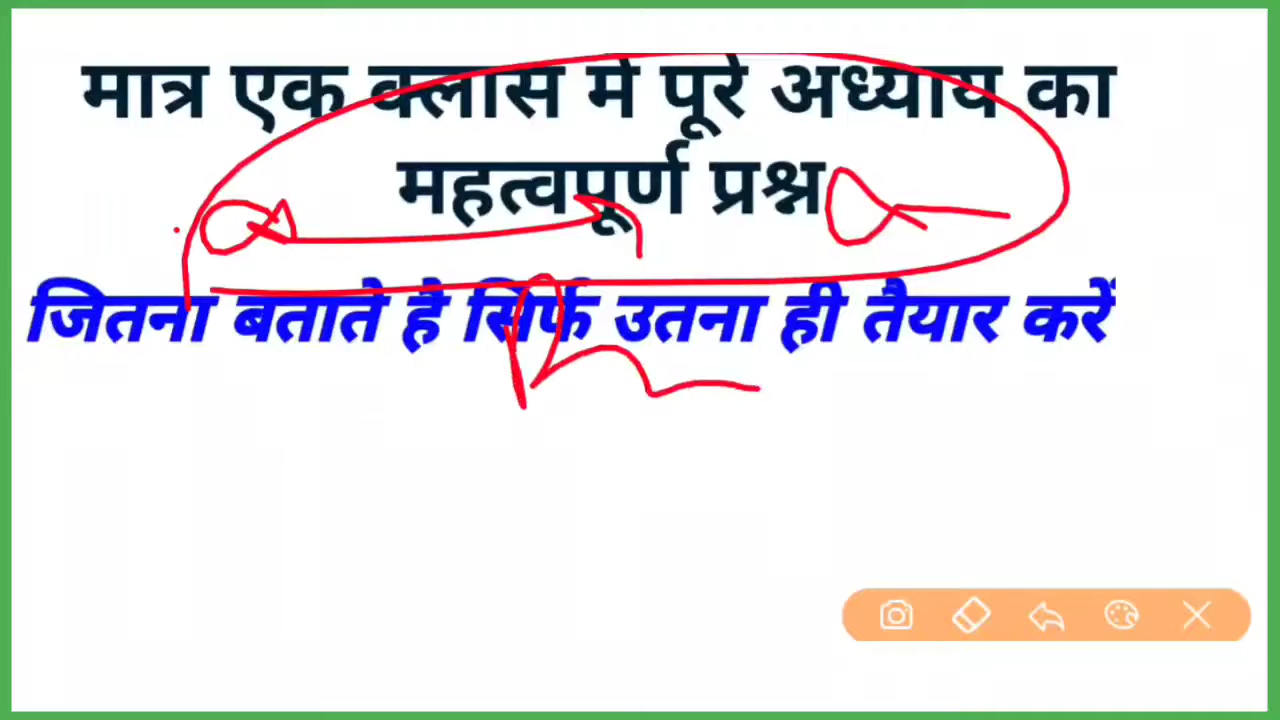 मात्र एक क्लास में पूरे अध्याय का
महत्वपूर्ण प्रश्न
जितना बताते है सिर्फ उतना ही तैयार करें